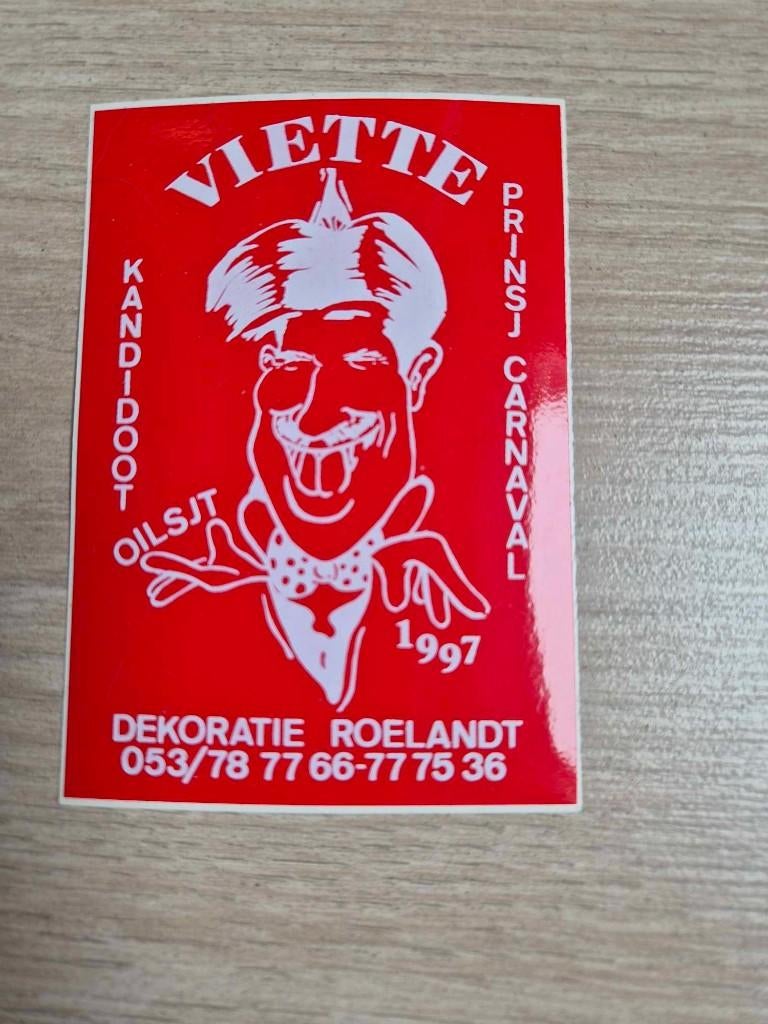 VIETTE
KANDIDOOT
PRINSJ CARNAVAL
OILSJT
1997
DEKORATIE ROELANDT
053/78 77 66-77 75 36